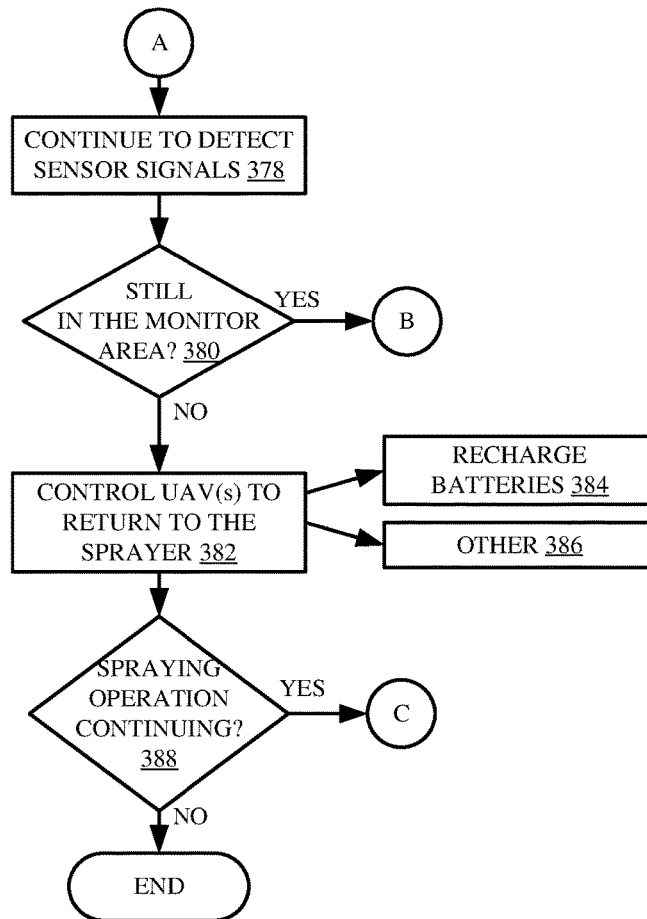 A
CONTINUE TO DETECT
SENSOR SIGNALS 378
STILL
IN THE MONITOR
AREA? 380
YES
B
NO
CONTROL UAV(s) TO
RETURN TO THE
SPRAYER 382
RECHARGE
BATTERIES 384
OTHER 386
SPRAYING
OPERATION
CONTINUING?
388
YES
C
NO
END